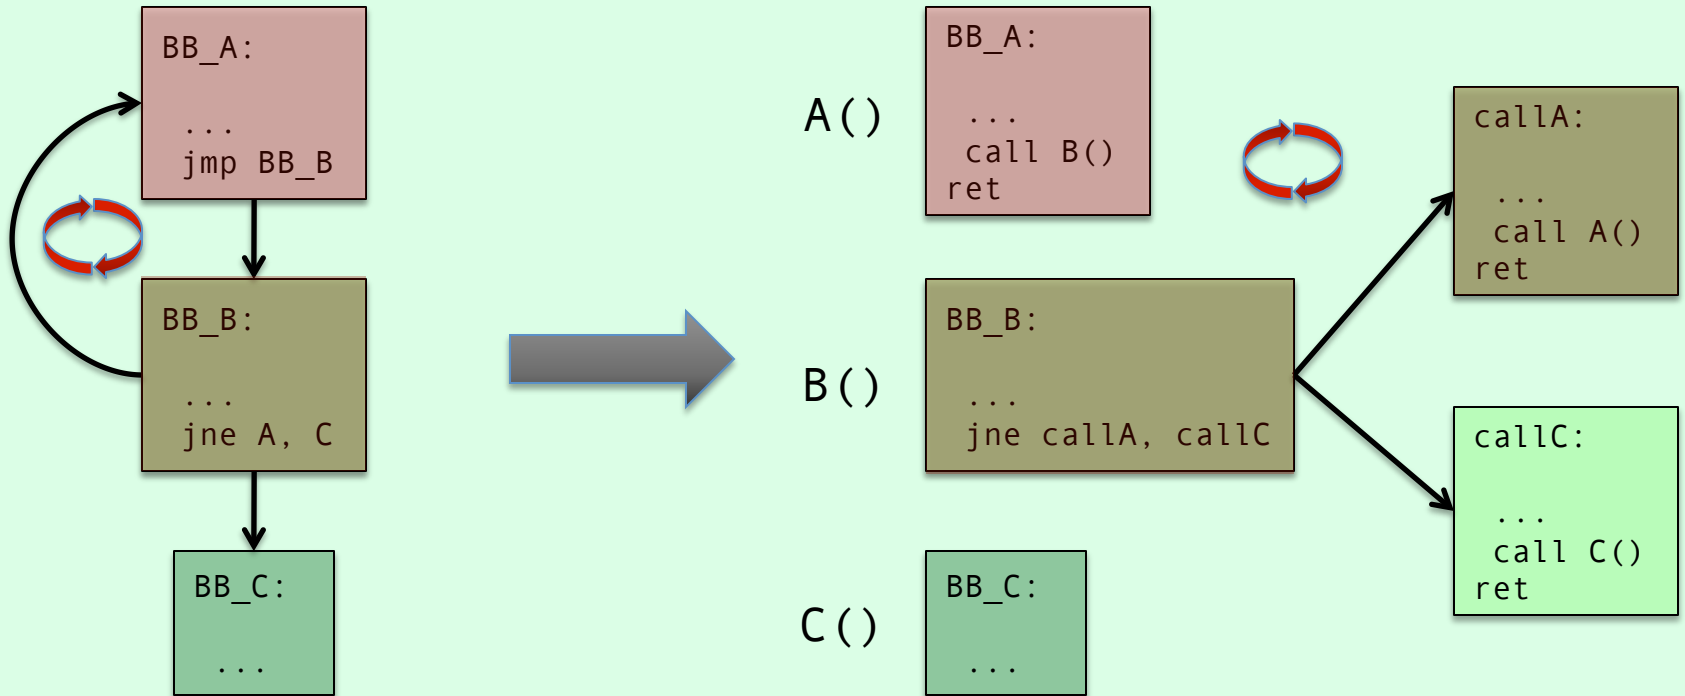 BB_A:
...
jmp BB_B
BB_B:
...
jne A, C
BB_C:
...
A()
BB_A:
...
call B()
ret
B()
BB_B:
...
jne callA, callC
C()
BB_C:
...
callA:
...
call A()
ret
callC:
...
call C()
ret